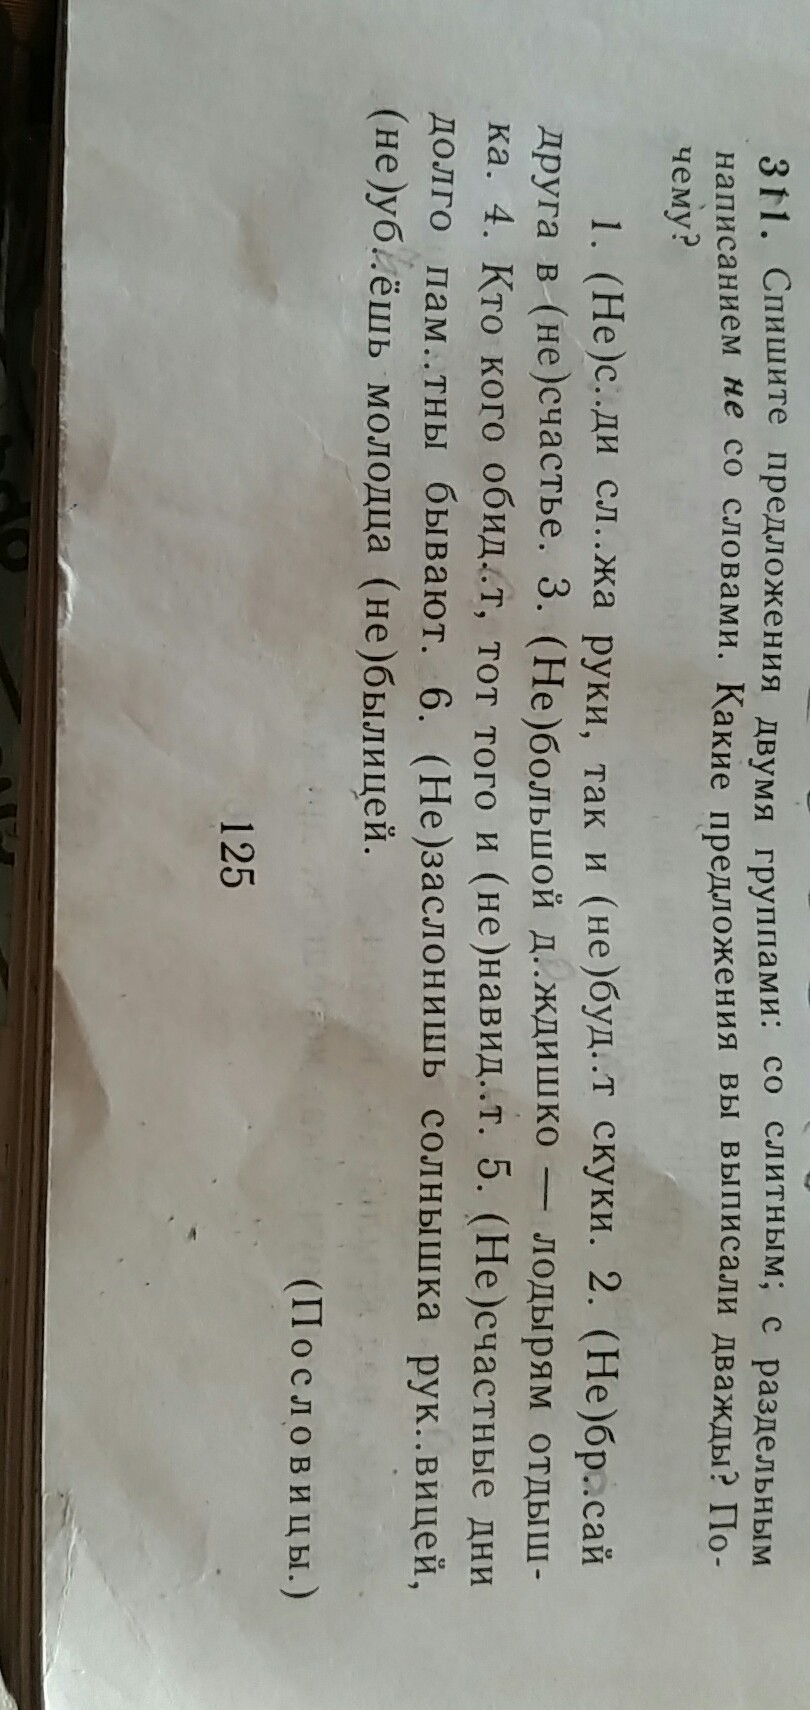 311. Спишите предложения двумя группами: со слитным; с раздельным
написанием не со словами. Какие предложения вы выписали дважды? По-
чему?
1. (Не)с..ди сл..жа руки, так и (не)буд..т скуки. 2. (Не)бр..сай
друга в (не)счастье. 3. (Не)большой д..ждишко — лодырям отдыш-
ка. 4. Кто кого обид..т, тот того и (не)навид..т. 5. (Не)счастные дни
долго пам..тны бывают. 6. (Не)заслонишь солнышка рук..вицей,
(не)уб..ёшь молодца (не)былицей.
(Пословицы.)
125